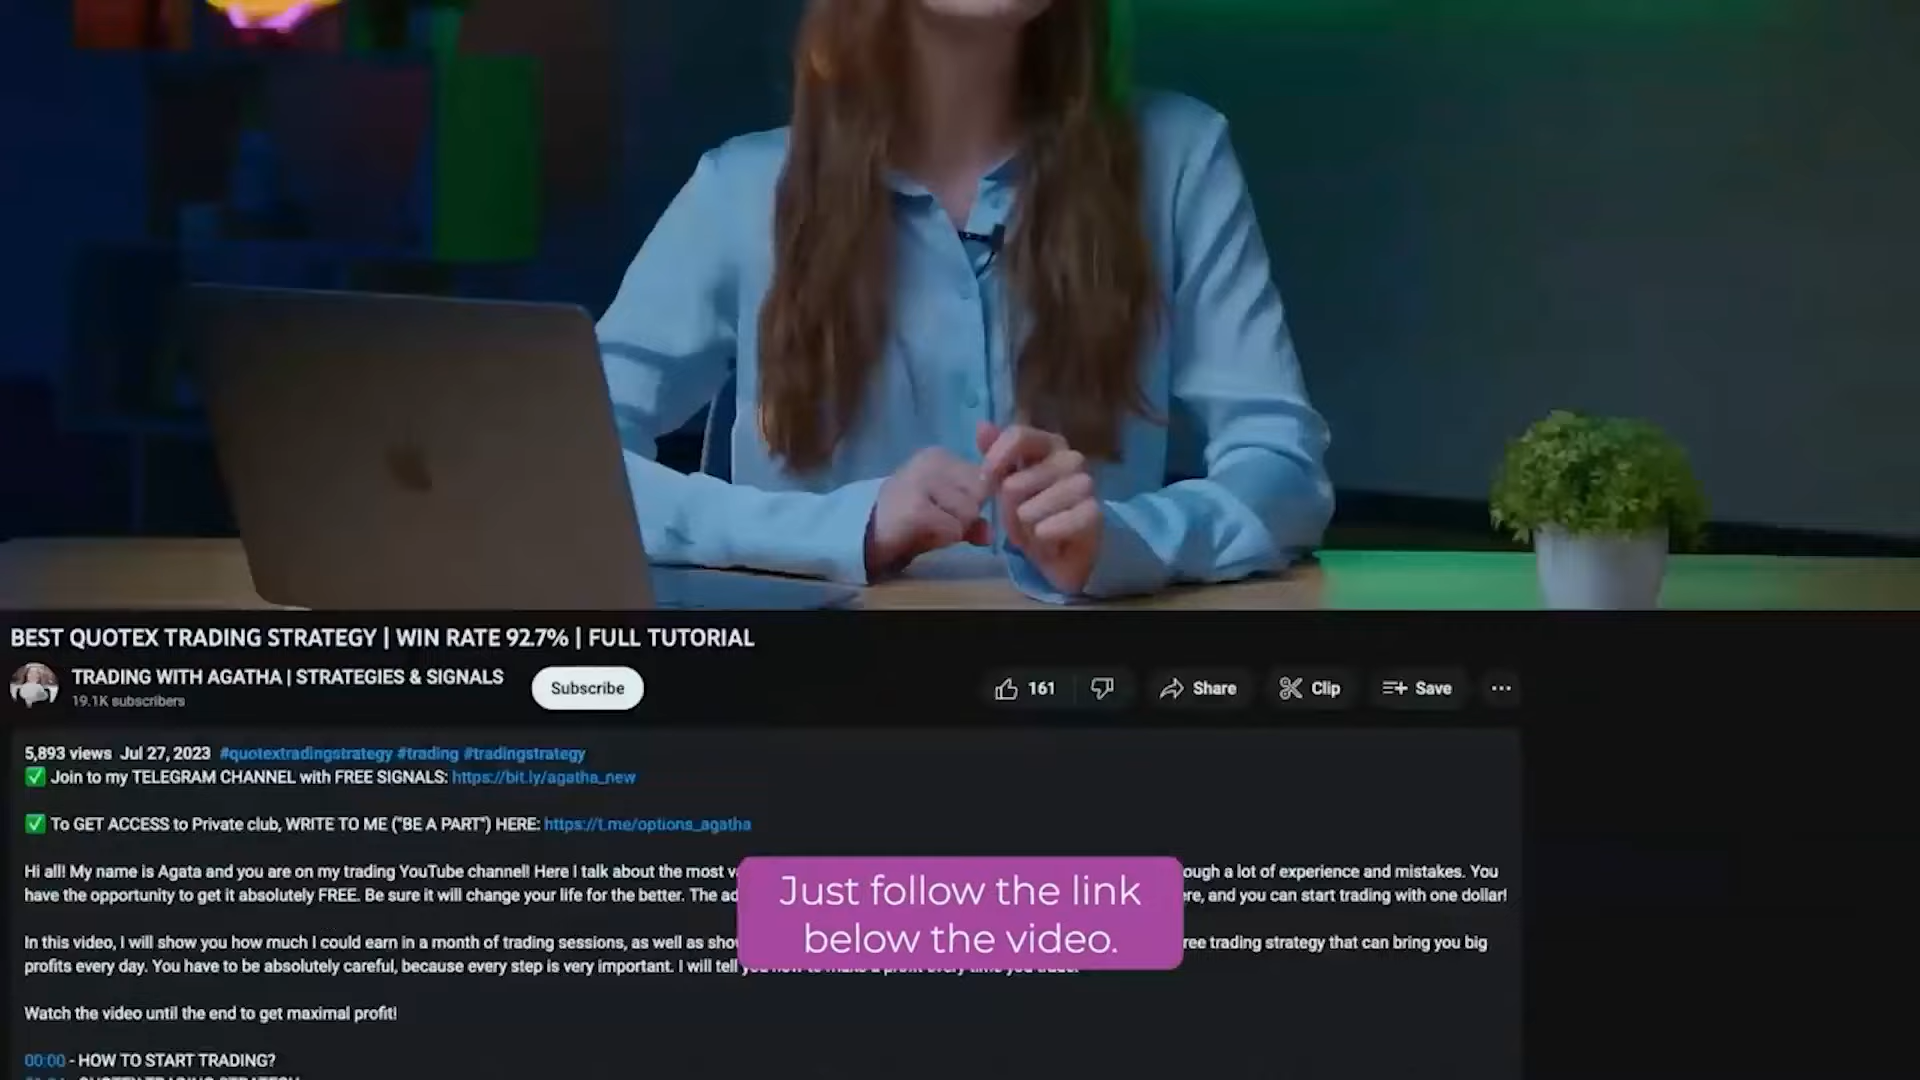 BEST QUOTEX TRADING STRATEGY | WIN RATE 92.7% | FULL TUTORIAL
TRADING WITH AGATHA | STRATEGIES & SIGNALS
19.1K subscribers
Subscribe
161
Share
Clip
Save
5,893 views Jul 27, 2023 #quotextradingstrategy #trading #tradingstrategy
✅ Join to my TELEGRAM CHANNEL with FREE SIGNALS: https://bit.ly/agatha_new
✅ To GET ACCESS to Private club, WRITE TO ME ("BE A PART") HERE: https://t.me/options_agatha
Hi all! My name is Agata and you are on my trading YouTube channel! Here I talk about the most a lot of experience and mistakes. You
have the opportunity to get it absolutely FREE. Be sure it will change your life for the better. The and you can start trading with one dollar!
In this video, I will show you how much I could earn in a month of trading sessions, as well as trading strategy that can bring you big
profits every day. You have to be absolutely careful, because every step is very important. I will tell
Just follow the link
below the video.
Watch the video until the end to get maximal profit!
00:00 - HOW TO START TRADING?